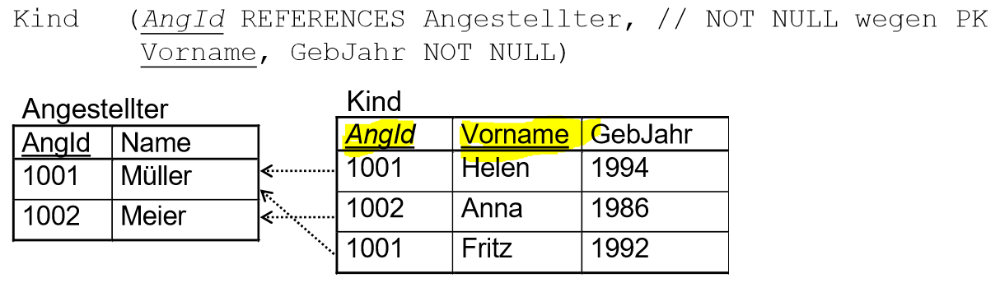 Kind (AngId REFERENCES Angestellter, // NOT NULL wegen PK
Vorname, GebJahr NOT NULL)
Angestellter
AngId Name
1001 Müller
1002 Meier
Kind
AngId Vorname GebJahr
1001 Helen 1994
1002 Anna 1986
1001 Fritz 1992